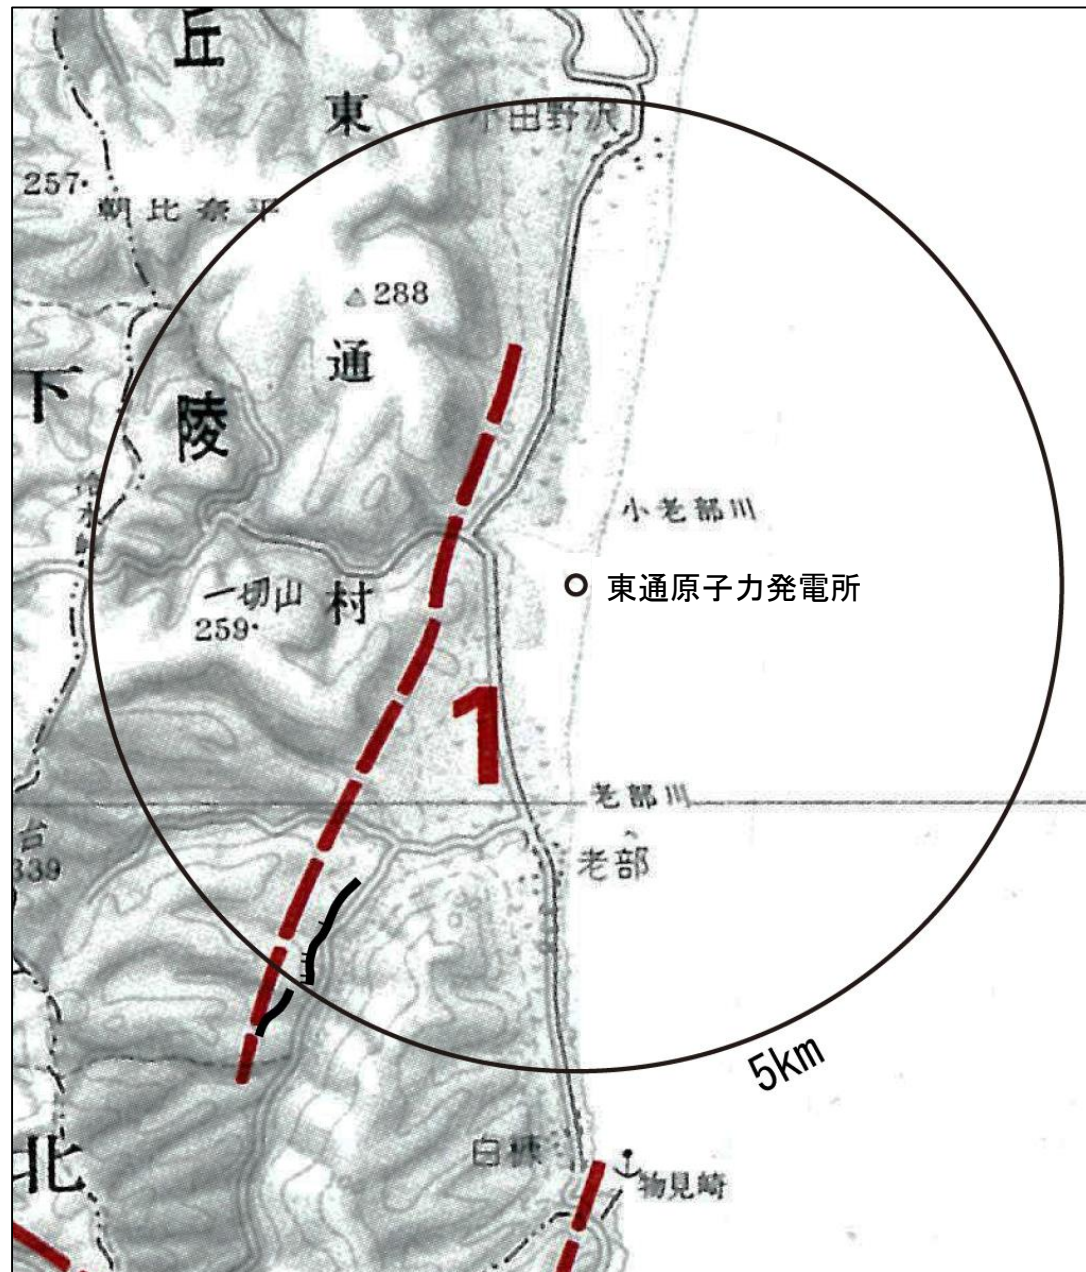 丘
東
小田野沢
257
朝比奈平
288
通
下
陵
小老部川
東通原子力発電所
一切山
村
259
1
老部川
台
339
老部
5km
白糠
北
物見崎